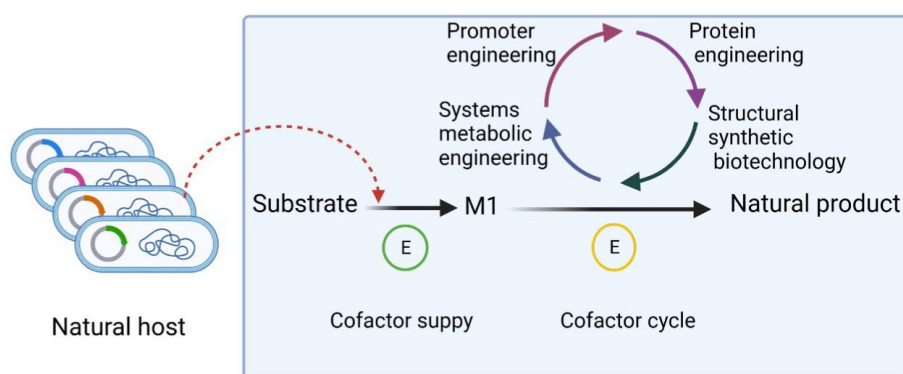 Promoter
engineering
Protein
engineering
Systems
metabolic
engineering
Structural
synthetic
biotechnology
Substrate
M1
Natural product
E
E
Natural host
Cofactor suppy
Cofactor cycle